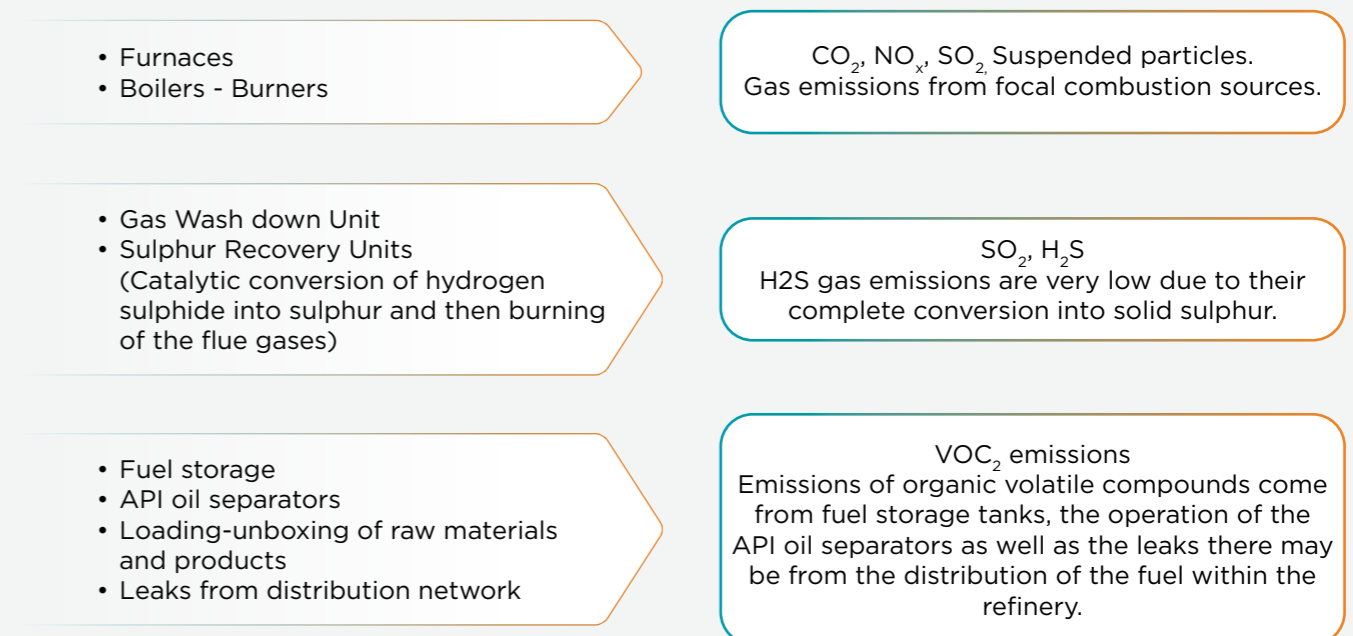 • Furnaces
• Boilers - Burners
CO₂, NOₓ, SO₂, Suspended particles.
Gas emissions from focal combustion sources.
• Gas Wash down Unit
• Sulphur Recovery Units
(Catalytic conversion of hydrogen
sulphide into sulphur and then burning
of the flue gases)
SO₂, H₂S
H2S gas emissions are very low due to their
complete conversion into solid sulphur.
• Fuel storage
• API oil separators
• Loading-unboxing of raw materials
and products
• Leaks from distribution network
VOC₂ emissions
Emissions of organic volatile compounds come
from fuel storage tanks, the operation of the
API oil separators as well as the leaks there may
be from the distribution of the fuel within the
refinery.